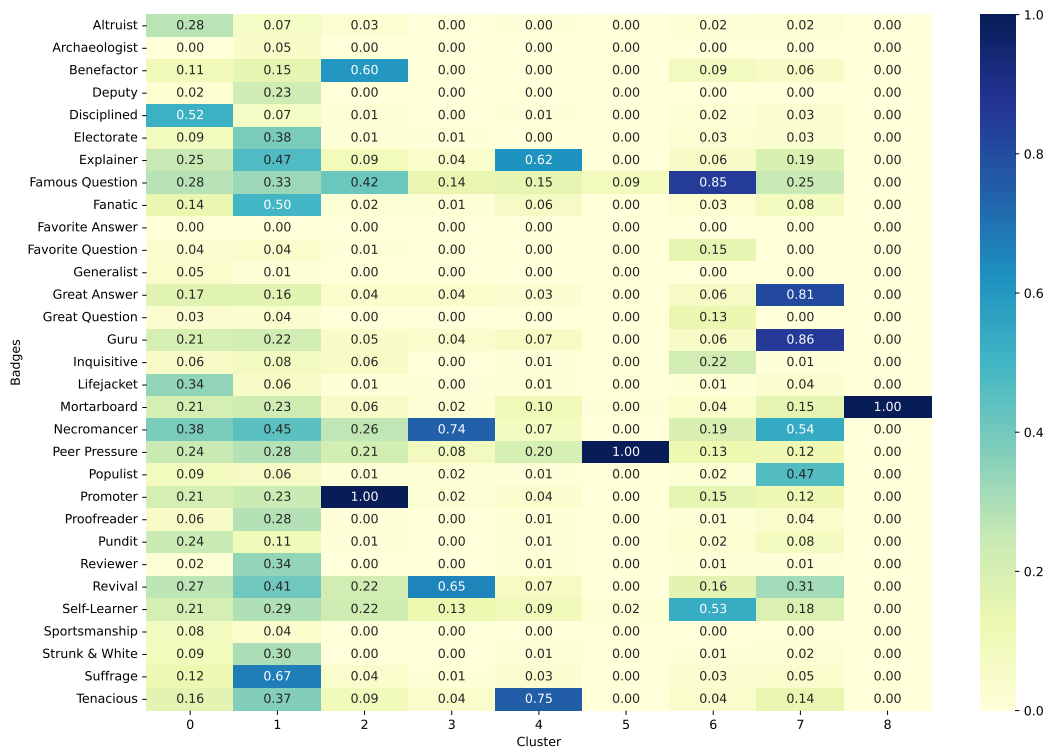 Altruist 0.28 0.07 0.03 0.00 0.00 0.00 0.02 0.02 0.00
Archaeologist 0.00 0.05 0.00 0.00 0.00 0.00 0.00 0.00 0.00
Benefactor 0.11 0.15 0.60 0.00 0.00 0.00 0.09 0.06 0.00
Deputy 0.02 0.23 0.00 0.00 0.00 0.00 0.00 0.00 0.00
Disciplined 0.52 0.07 0.01 0.00 0.01 0.00 0.02 0.03 0.00
Electorate 0.09 0.38 0.01 0.01 0.00 0.00 0.03 0.03 0.00
Explainer 0.25 0.47 0.09 0.04 0.62 0.00 0.06 0.19 0.00
Famous Question 0.28 0.33 0.42 0.14 0.15 0.09 0.85 0.25 0.00
Fanatic 0.14 0.50 0.02 0.01 0.06 0.00 0.03 0.08 0.00
Favorite Answer 0.00 0.00 0.00 0.00 0.00 0.00 0.00 0.00 0.00
Favorite Question 0.04 0.04 0.01 0.00 0.00 0.00 0.15 0.00 0.00
Generalist 0.05 0.01 0.00 0.00 0.00 0.00 0.00 0.00 0.00
Great Answer 0.17 0.16 0.04 0.04 0.03 0.00 0.06 0.81 0.00
Great Question 0.03 0.04 0.01 0.00 0.00 0.00 0.13 0.00 0.00
Guru 0.21 0.22 0.05 0.04 0.07 0.00 0.06 0.86 0.00
Inquisitive 0.06 0.08 0.06 0.00 0.01 0.00 0.22 0.01 0.00
Lifejacket 0.34 0.06 0.01 0.00 0.01 0.00 0.01 0.04 0.00
Mortarboard 0.21 0.23 0.06 0.02 0.10 0.00 0.04 0.15 1.00
Necromancer 0.38 0.45 0.26 0.74 0.07 0.00 0.19 0.54 0.00
Peer Pressure 0.24 0.28 0.21 0.08 0.20 1.00 0.13 0.12 0.00
Populist 0.09 0.06 0.01 0.02 0.01 0.00 0.01 0.47 0.00
Promoter 0.21 0.23 1.00 0.02 0.04 0.00 0.15 0.12 0.00
Proofreader 0.06 0.28 0.00 0.00 0.01 0.00 0.01 0.04 0.00
Pundit 0.24 0.11 0.01 0.00 0.01 0.00 0.02 0.08 0.00
Reviewer 0.02 0.34 0.00 0.00 0.01 0.00 0.01 0.01 0.00
Revival 0.27 0.41 0.22 0.65 0.07 0.00 0.16 0.31 0.00
Self-Learner 0.21 0.29 0.22 0.13 0.09 0.02 0.53 0.18 0.00
Sportsmanship 0.08 0.04 0.00 0.00 0.00 0.00 0.00 0.00 0.00
Strunk & White 0.09 0.30 0.00 0.00 0.01 0.00 0.01 0.02 0.00
Suffrage 0.12 0.67 0.04 0.01 0.03 0.00 0.03 0.05 0.00
Tenacious 0.16 0.37 0.09 0.04 0.75 0.00 0.04 0.14 0.00
0 1 2 3 4 5 6 7 8
Cluster
Badges
1.0
0.8
0.6
0.4
0.2
0.0